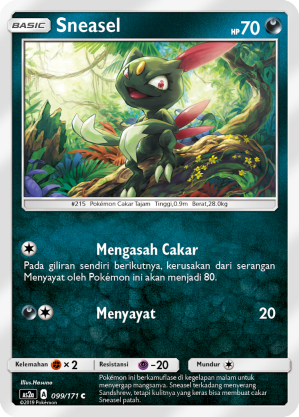 BASIC Sneasel HP70
#215 Pokémon Cakar Tajam Tinggi,0.9m Berat,28.0kg
Mengasah Cakar
Pada giliran sendiri berikutnya, kerusakan dari serangan
Menyayat oleh Pokémon ini akan menjadi 80.
Menyayat 20
Kelemahan ×2 Resistansi -20 Mundur
Illus.Hasuno
AS2a A 099/171 C
©2019 Pokémon
Pokémon ini berkamuflase di kegelapan malam untuk
menyergap mangsanya. Sneasel terkadang menyerang
Sandshrew, tetapi kulitnya yang keras bisa mematahkan
cakar Sneasel.